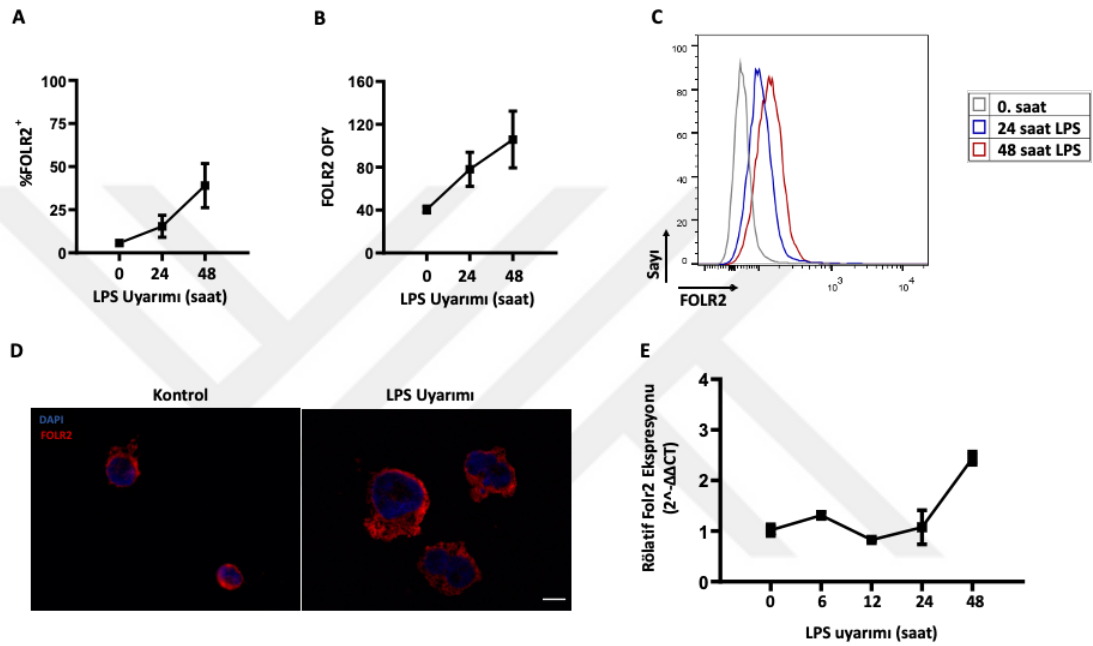 A
%FOLR2+
100
75
50
25
0
0 24 48
LPS Uyarımı (saat)
B
FOLR2 OFY
160
120
80
40
0
0 24 48
LPS Uyarımı (saat)
C
Sayı
100
80
60
40
20
0
10^3 10^4
FOLR2
0. saat
24 saat LPS
48 saat LPS
D
Kontrol
LPS Uyarımı
DAPI
FOLR2
E
Rölatif Folr2 Ekspresyonu
(2^-ΔΔCT)
4
3
2
1
0
0 6 12 24 48
LPS uyarımı (saat)